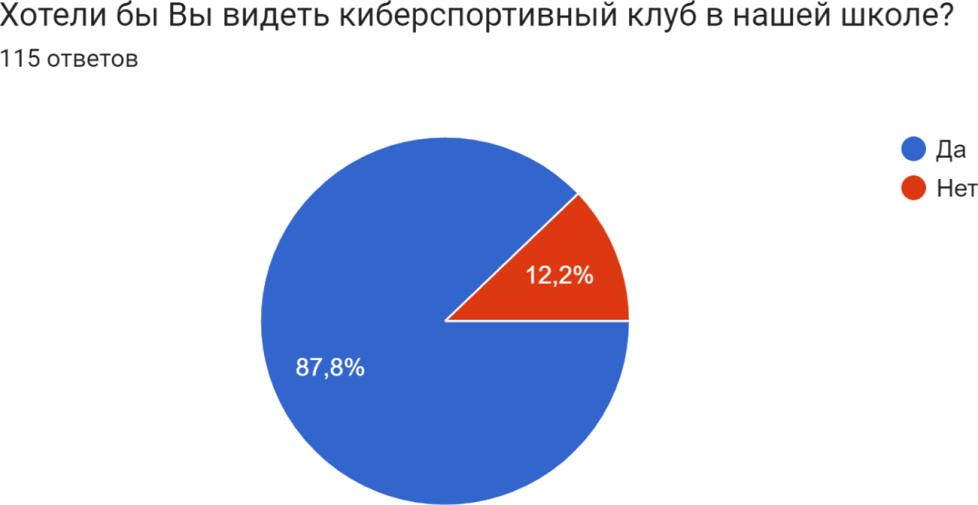 Хотели бы Вы видеть киберспортивный клуб в нашей школе?
115 ответов
Да
Нет
12,2%
87,8%